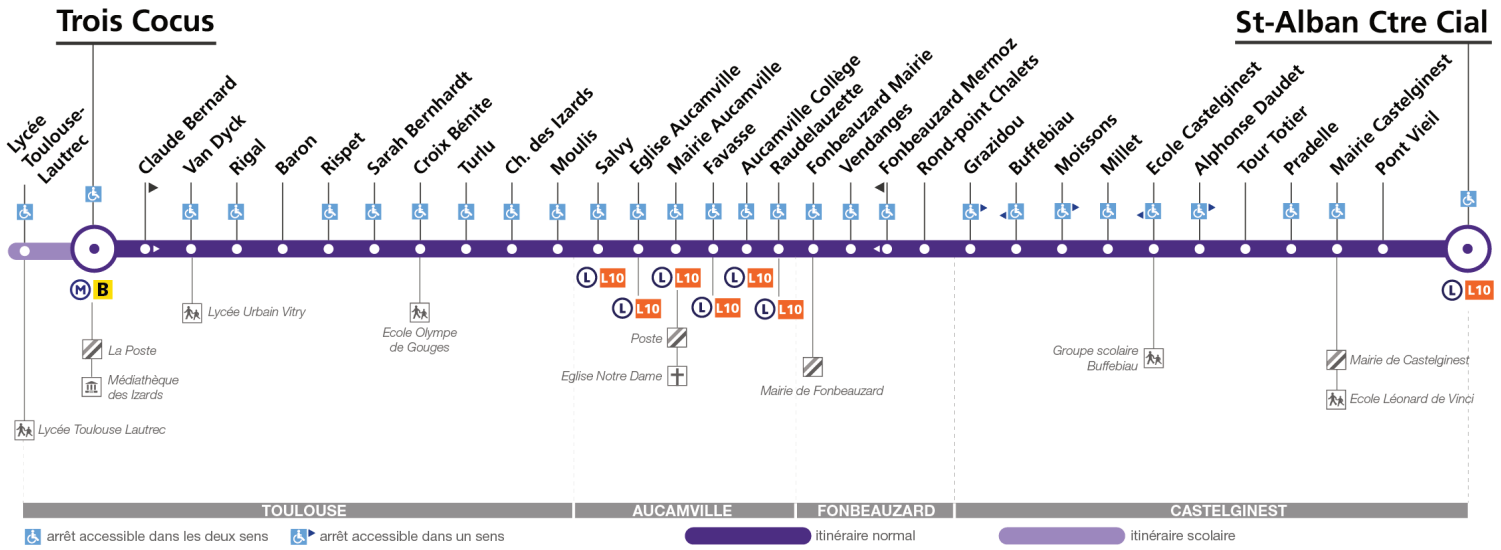 Trois Cocus
St-Alban Ctre Cial
Lycée
Toulouse-
Lautrec
Claude Bernard
Van Dyck
Rigal
Baron
Rispet
Sarah Bernhardt
Croix Bénite
Turlu
Ch. des Izards
Moulis
Salvy
Eglise Aucamville
Mairie Aucamville
Favasse
Aucamville Collège
Raudelauzette
Fonbeauzard Mairie
Vendanges
Fonbeauzard Mermoz
Rond-point Chalets
Grazidou
Buffebiau
Moissons
Millet
Ecole Castelginest
Alphonse Daudet
Tour Totier
Pradelle
Mairie Castelginest
Pont Vieil
M B
L L10
L L10
L L10
L L10
L L10
L L10
L L10
La Poste
Médiathèque
des Izards
Lycée Toulouse Lautrec
Lycée Urbain Vitry
Ecole Olympe
de Gouges
Poste
Eglise Notre Dame
Mairie de Fonbeauzard
Groupe scolaire
Buffebiau
Mairie de Castelginest
Ecole Léonard de Vinci
TOULOUSE
AUCAMVILLE
FONBEAUZARD
CASTELGINEST
arrêt accessible dans les deux sens
arrêt accessible dans un sens
itinéraire normal
itinéraire scolaire